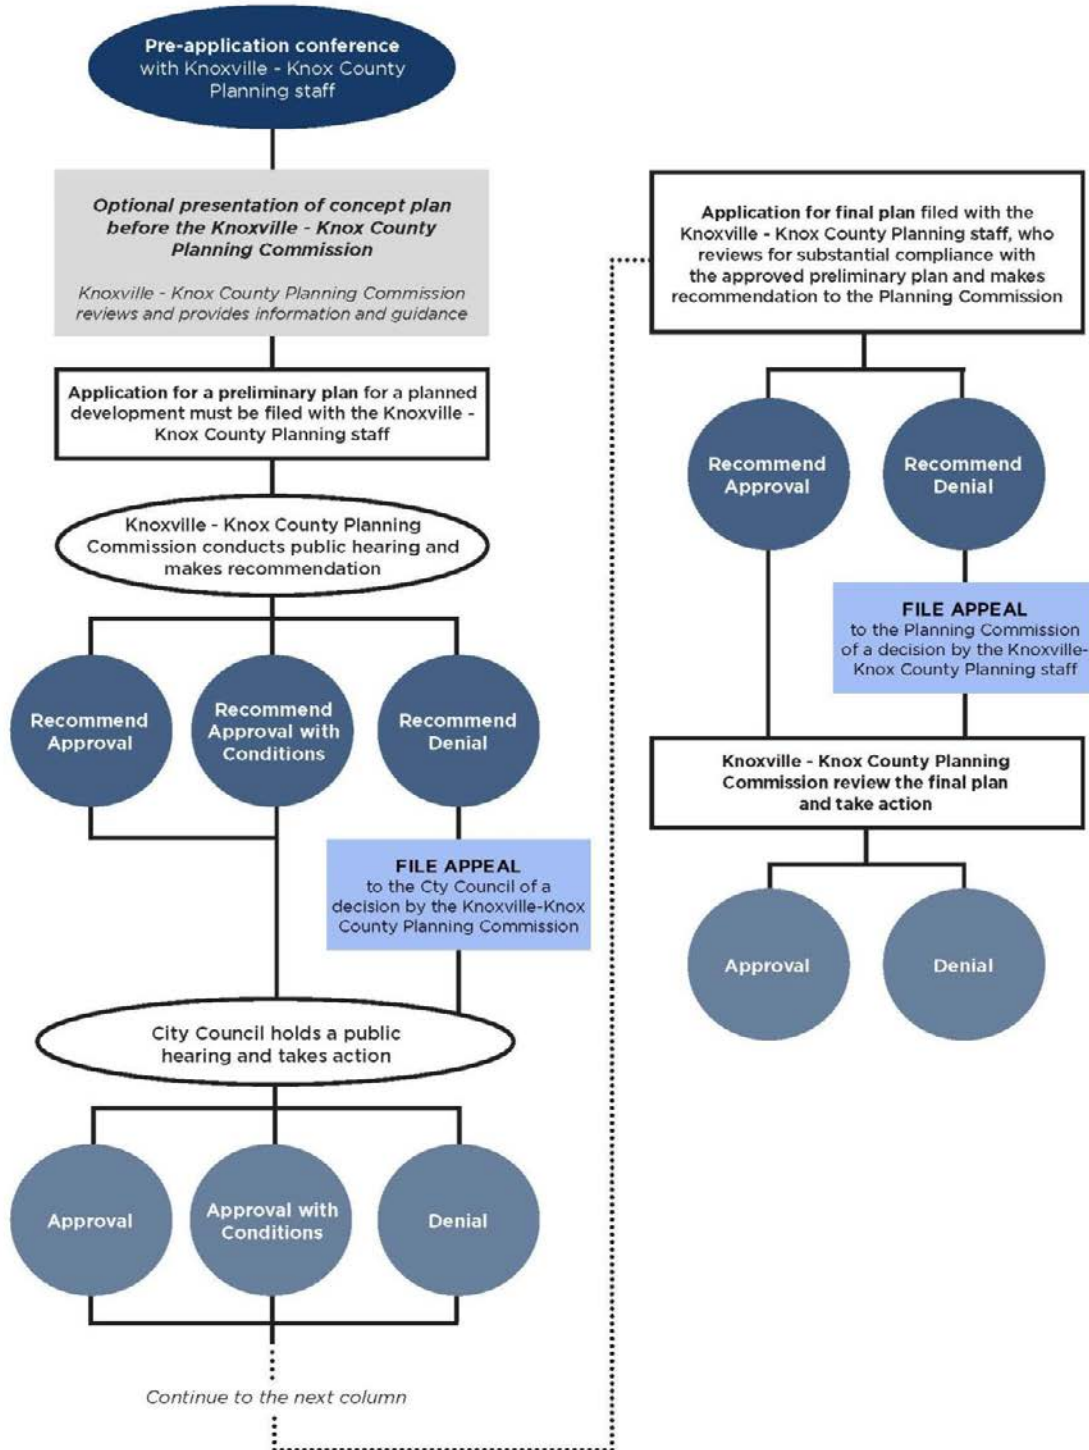 Pre-application conference
with Knoxville - Knox County
Planning staff
Optional presentation of concept plan
before the Knoxville - Knox County
Planning Commission
Knoxville - Knox County Planning Commission
reviews and provides information and guidance
Application for a preliminary plan for a planned
development must be filed with the Knoxville -
Knox County Planning staff
Knoxville - Knox County Planning
Commission conducts public hearing and
makes recommendation
Recommend
Approval
Recommend
Approval with
Conditions
Recommend
Denial
FILE APPEAL
to the Cty Council of a
decision by the Knoxville-Knox
County Planning Commission
City Council holds a public
hearing and takes action
Approval
Approval with
Conditions
Denial
Continue to the next column
Application for final plan filed with the
Knoxville - Knox County Planning staff, who
reviews for substantial compliance with
the approved preliminary plan and makes
recommendation to the Planning Commission
Recommend
Approval
Recommend
Denial
FILE APPEAL
to the Planning Commission
of a decision by the Knoxville-
Knox County Planning staff
Knoxville - Knox County Planning
Commission review the final plan
and take action
Approval
Denial